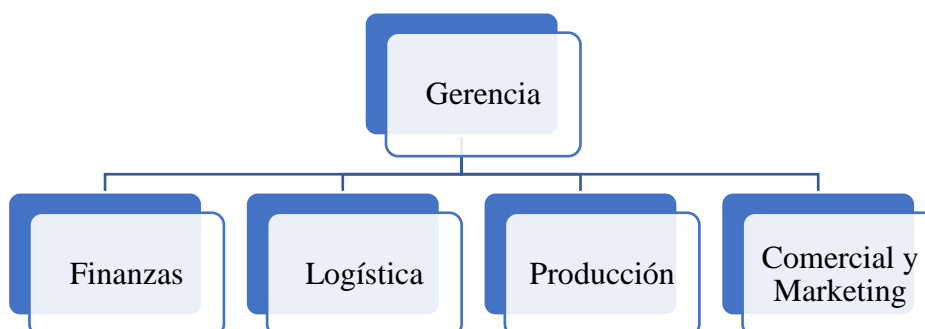 Gerencia
Finanzas
Logística
Producción
Comercial y
Marketing